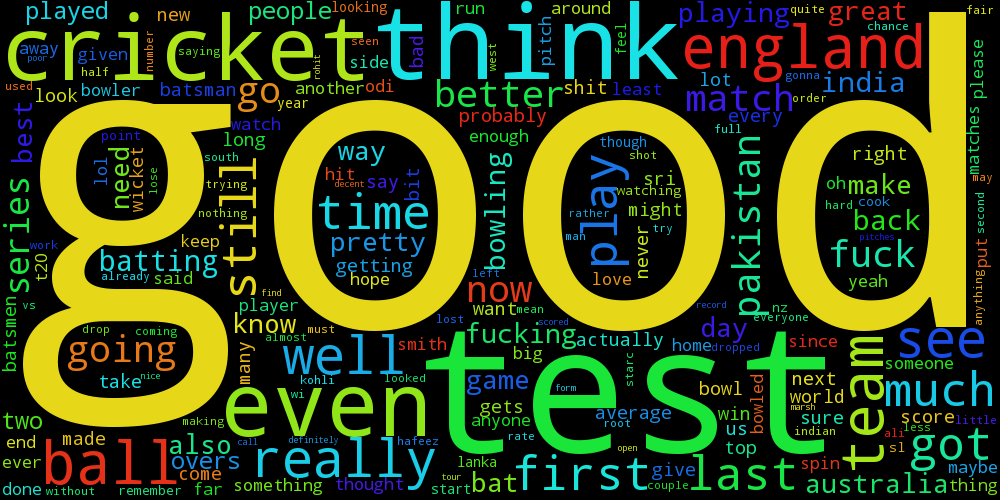 played
new
people
looking
run
around
playing
quite
great
fair
chance
cricket
think
england
away
given
poor
number
saying
half
seen
side
rohit
bad
west
pitch
feel
lot
india
used
look
bowler
batsman
go
year
another
odi
better
shit
least
gonna
match
order
matches
please
best
probably
every
good
point
watch
long
enough
full
though
lol
need
wicket
lose
south
trying
nothing
still
way
hit
decent
say
bit
bowling
play
shot
sri
watching
rather
might
man
try
never
love
pakistan
right
oh
make
hard
cook
back
pitches
fuck
yeah
may
second
put
anything
series
work
t20
keep
batting
already
said
time
pretty
getting
hope
left
batsmen
vs
find
player
now
want
mean
record
nz
everyone
drop
coming
know
almost
must
lost
scored
fucking
actually
day
home
dropped
since
see
someone
going
take
nice
many
well
smith
big
starc
test
kohli
looked
wi
game
form
bowl
bowled
next
world
marsh
team
much
two
making
even
gets
anyone
average
root
win
us
top
indian
sure
score
little
less
end
made
ever
ball
also
overs
come
call
definitely
hafeez
really
rate
open
lanka
spin
ali
sl
got
maybe
done
without
remember
far
something
thought
tour
start
bat
first
couple
give
last
australia
thing